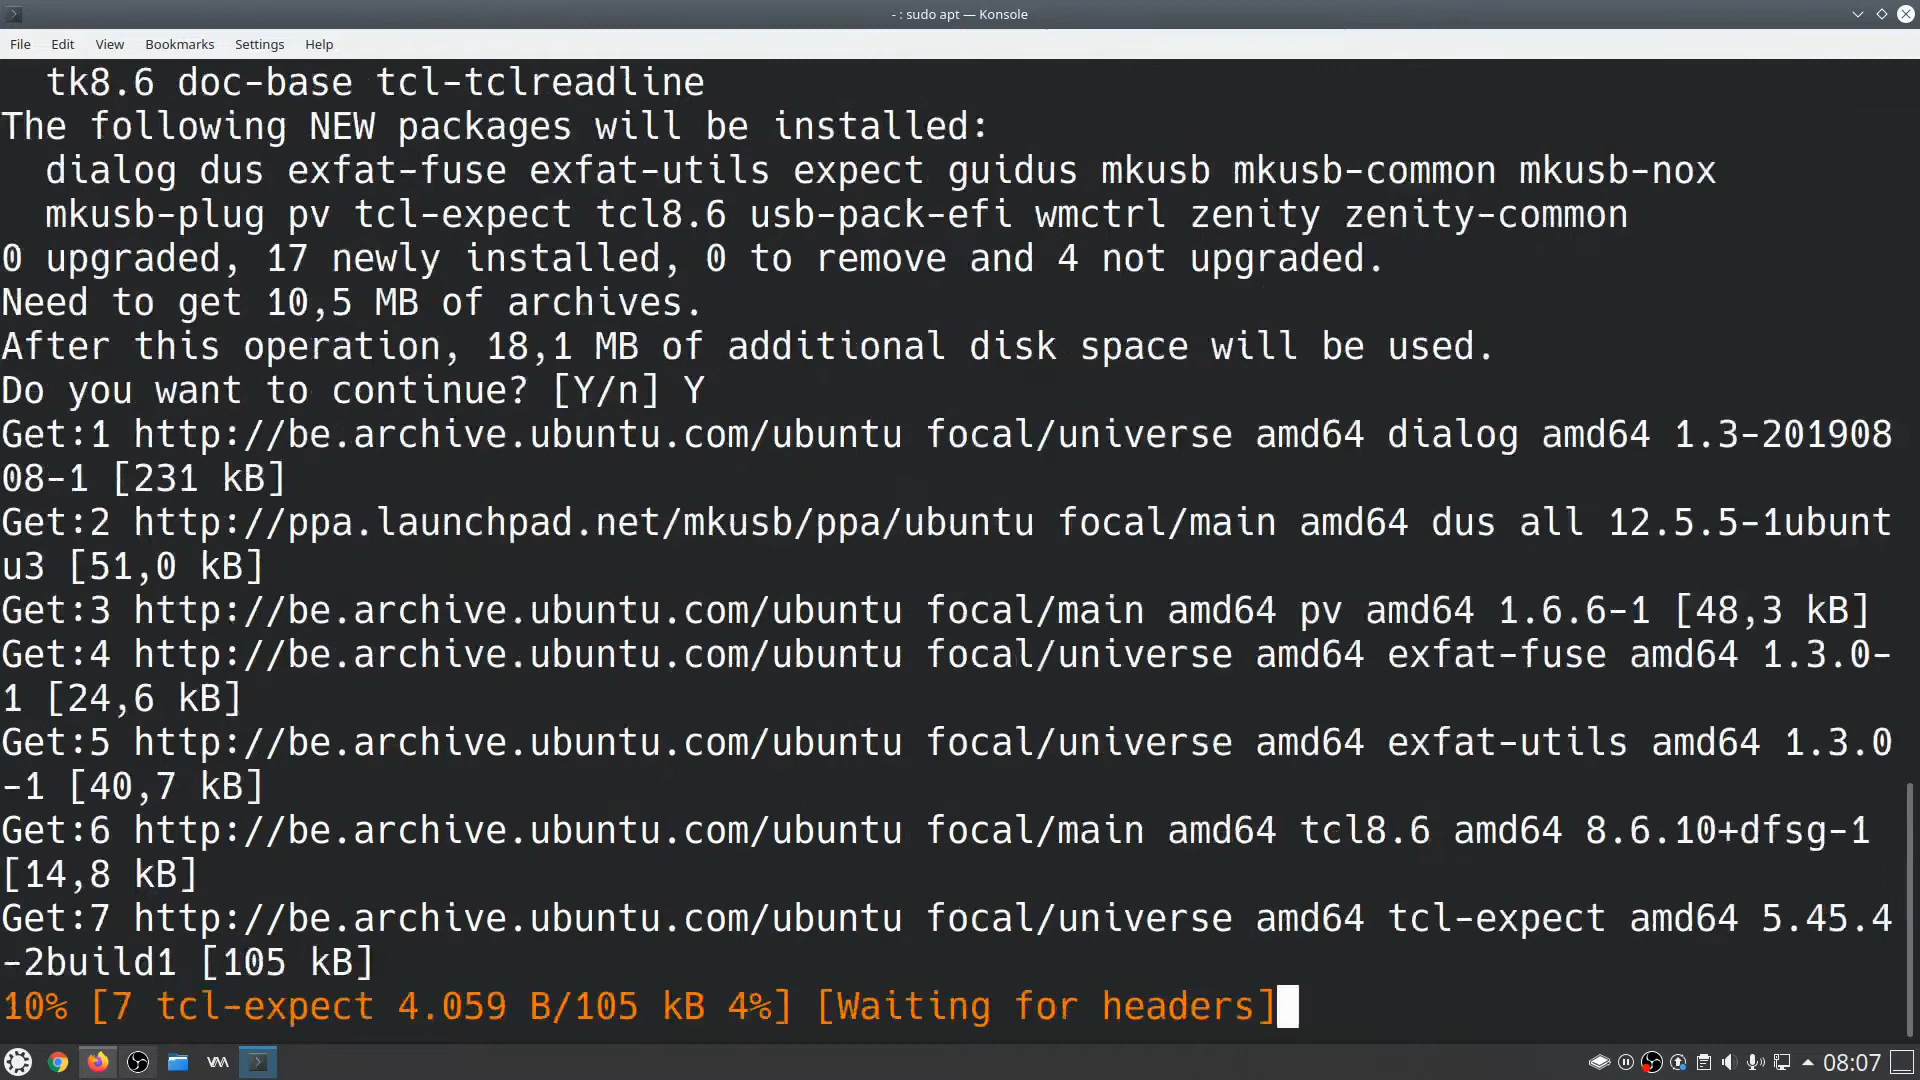 - : sudo apt — Konsole
File Edit View Bookmarks Settings Help
tk8.6 doc-base tcl-tclreadline
The following NEW packages will be installed:
dialog dus exfat-fuse exfat-utils expect guidus mkusb mkusb-common mkusb-nox
mkusb-plug pv tcl-expect tcl8.6 usb-pack-efi wmctrl zenity zenity-common
0 upgraded, 17 newly installed, 0 to remove and 4 not upgraded.
Need to get 10,5 MB of archives.
After this operation, 18,1 MB of additional disk space will be used.
Do you want to continue? [Y/n] Y
Get:1 http://be.archive.ubuntu.com/ubuntu focal/universe amd64 dialog amd64 1.3-201908
08-1 [231 kB]
Get:2 http://ppa.launchpad.net/mkusb/ppa/ubuntu focal/main amd64 dus all 12.5.5-1ubunt
u3 [51,0 kB]
Get:3 http://be.archive.ubuntu.com/ubuntu focal/main amd64 pv amd64 1.6.6-1 [48,3 kB]
Get:4 http://be.archive.ubuntu.com/ubuntu focal/universe amd64 exfat-fuse amd64 1.3.0-
1 [24,6 kB]
Get:5 http://be.archive.ubuntu.com/ubuntu focal/universe amd64 exfat-utils amd64 1.3.0
-1 [40,7 kB]
Get:6 http://be.archive.ubuntu.com/ubuntu focal/main amd64 tcl8.6 amd64 8.6.10+dfsg-1
[14,8 kB]
Get:7 http://be.archive.ubuntu.com/ubuntu focal/universe amd64 tcl-expect amd64 5.45.4
-2build1 [105 kB]
10% [7 tcl-expect 4.059 B/105 kB 4%] [Waiting for headers]
08:07